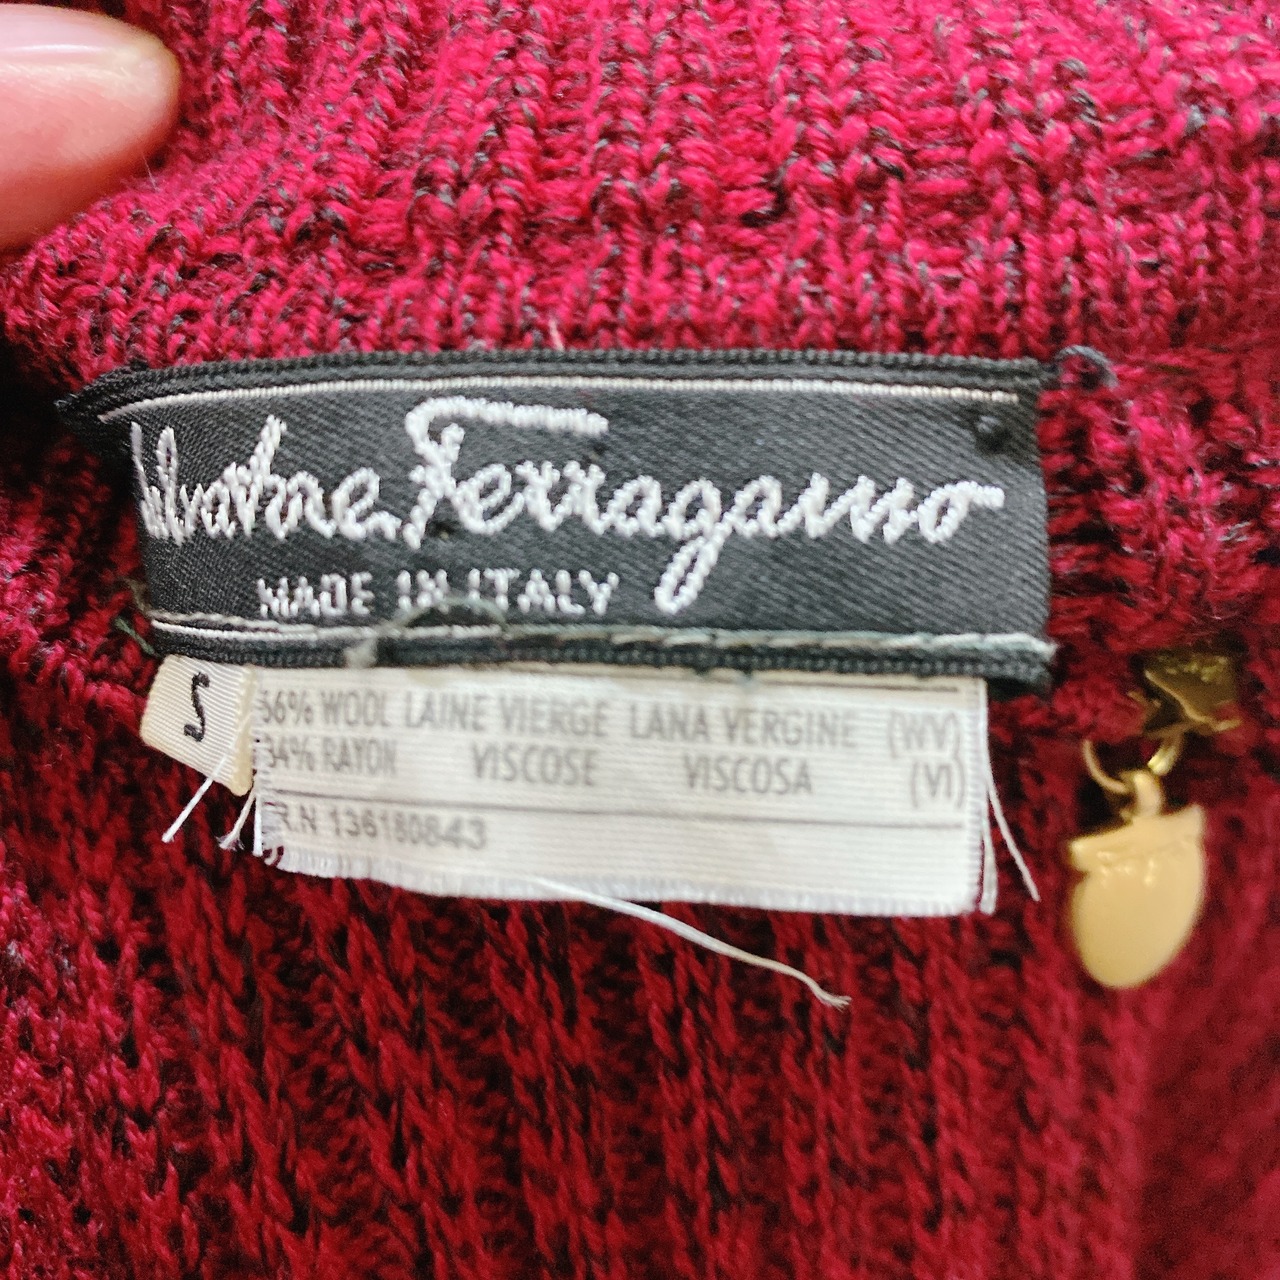 Salvatore Ferragamo
MADE IN ITALY
S
66% WOOL LAINE VIERGE LANA VERGINE (WV)
34% RAYON VISCOSE VISCOSA (VI)
R.N 136180843